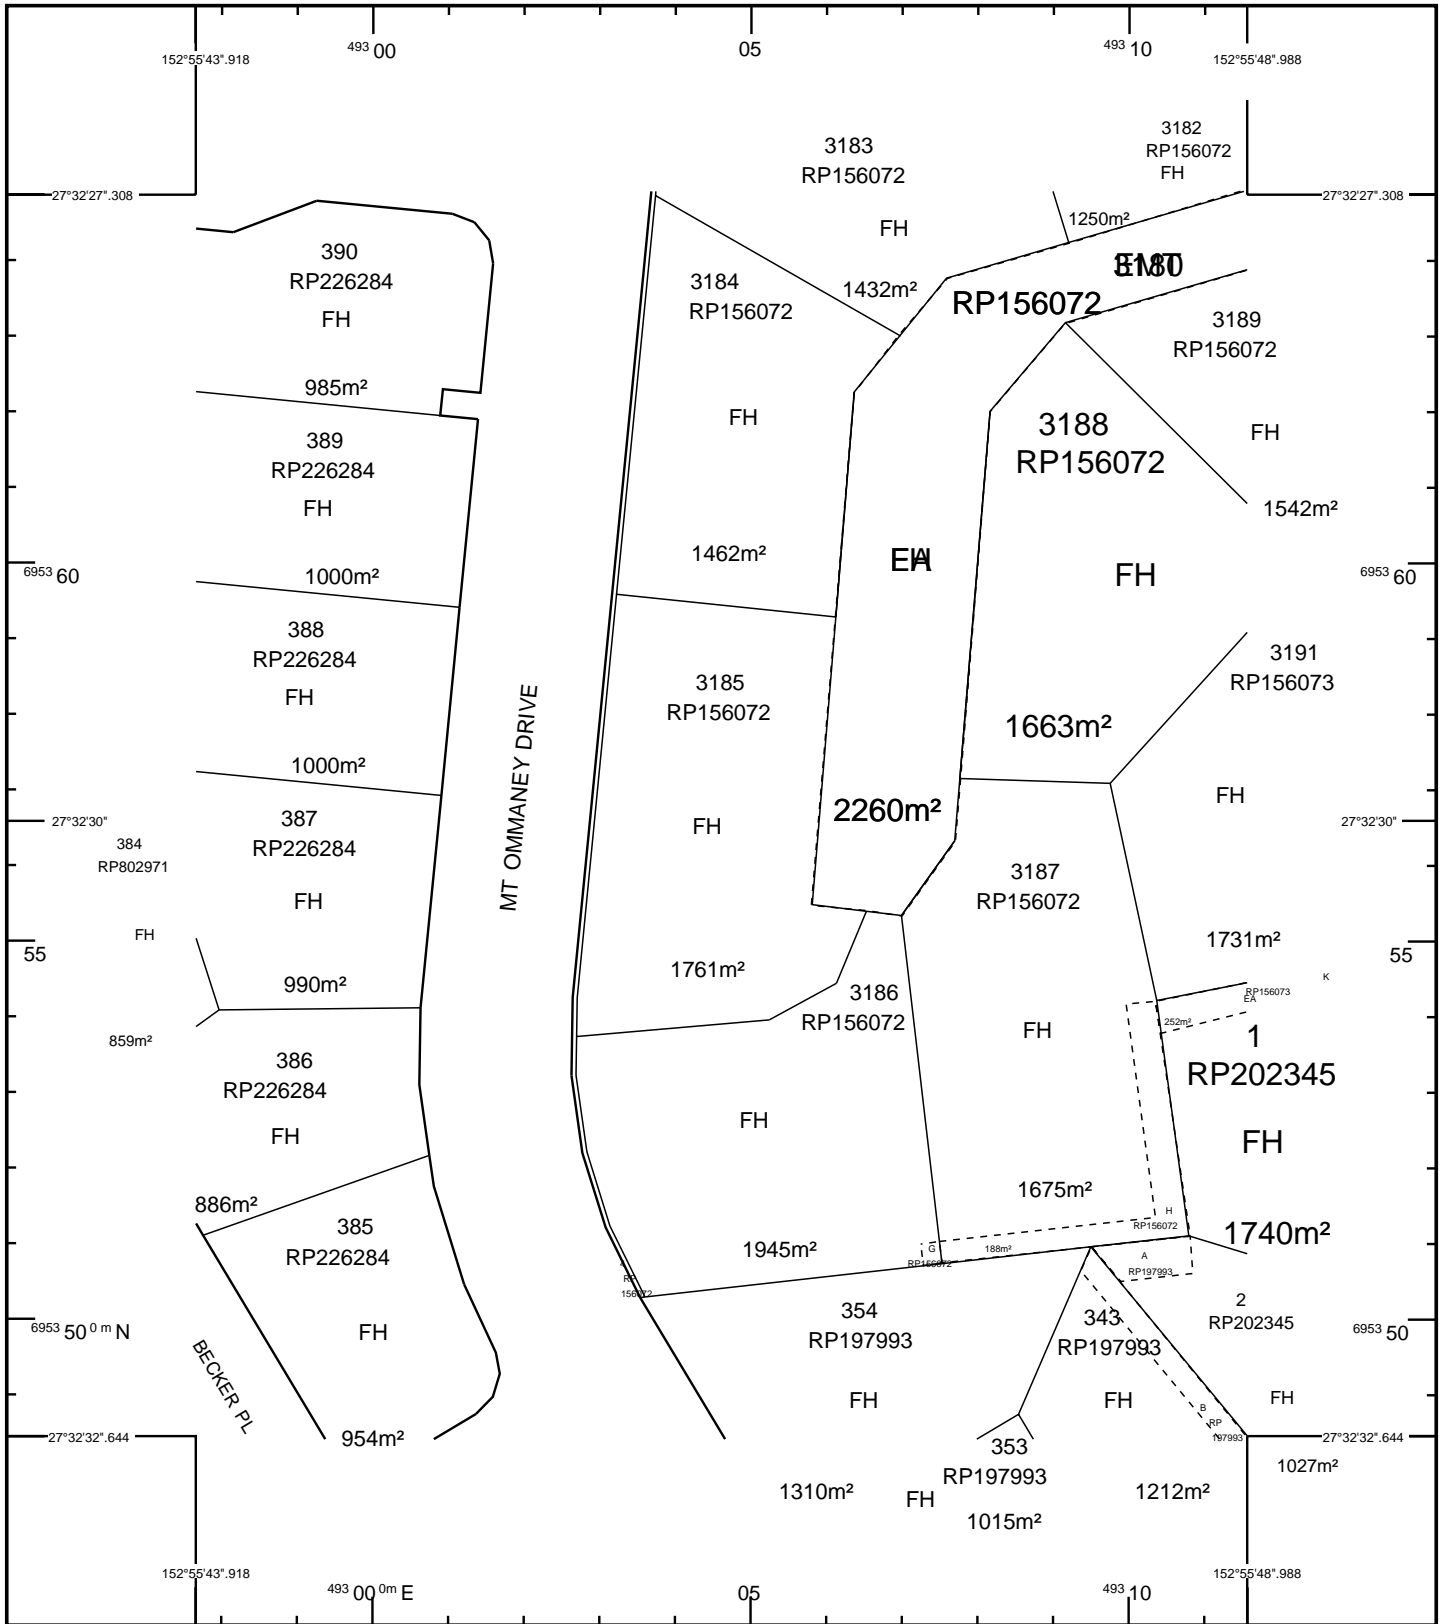 493 00
05
493 10
152°55'43".918
152°55'48".988
27°32'27".308
27°32'27".308
3183
RP156072
FH
1432m²
3182
RP156072
FH
1250m²
390
RP226284
FH
985m²
3184
RP156072
FH
1462m²
3180
EMT
RP156072
EA
2260m²
3189
RP156072
FH
1542m²
389
RP226284
FH
1000m²
3188
RP156072
FH
1663m²
6953 60
6953 60
388
RP226284
FH
1000m²
MT OMMANEY DRIVE
3185
RP156072
FH
1761m²
3191
RP156073
FH
1731m²
27°32'30"
27°32'30"
384
RP802971
FH
859m²
387
RP226284
FH
990m²
3187
RP156072
FH
1675m²
55
55
3186
RP156072
FH
1945m²
K
RP156073
EA
252m²
1
RP202345
FH
1740m²
386
RP226284
FH
886m²
H
RP156072
G
RP156072
188m²
A
RP197993
385
RP226284
FH
954m²
RP
156072
354
RP197993
FH
1310m²
343
RP197993
FH
1212m²
2
RP202345
FH
1027m²
6953 50 0 m N
6953 50
BECKER PL
B
RP
197993
27°32'32".644
27°32'32".644
353
RP197993
FH
1015m²
152°55'43".918
152°55'48".988
493 00 0m E
05
493 10